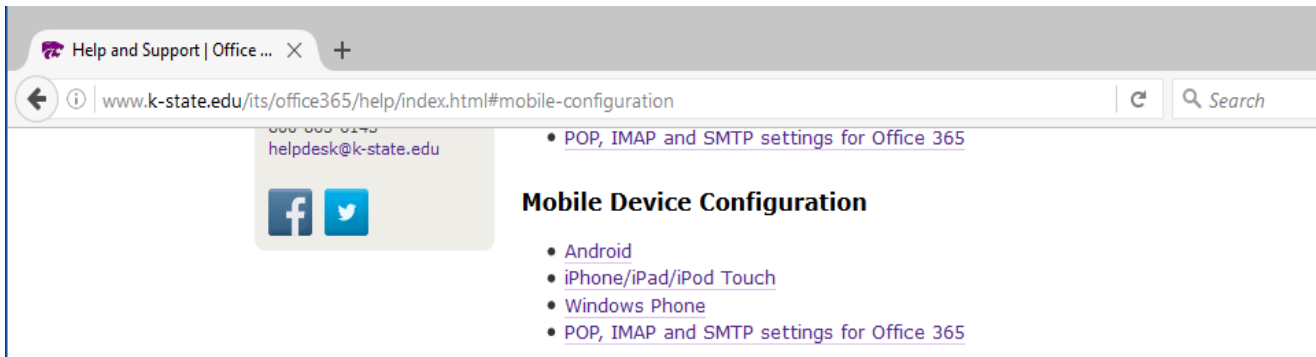 Help and Support | Office ...
www.k-state.edu/its/office365/help/index.html#mobile-configuration
Search
helpdesk@k-state.edu
• POP, IMAP and SMTP settings for Office 365
Mobile Device Configuration
• Android
• iPhone/iPad/iPod Touch
• Windows Phone
• POP, IMAP and SMTP settings for Office 365